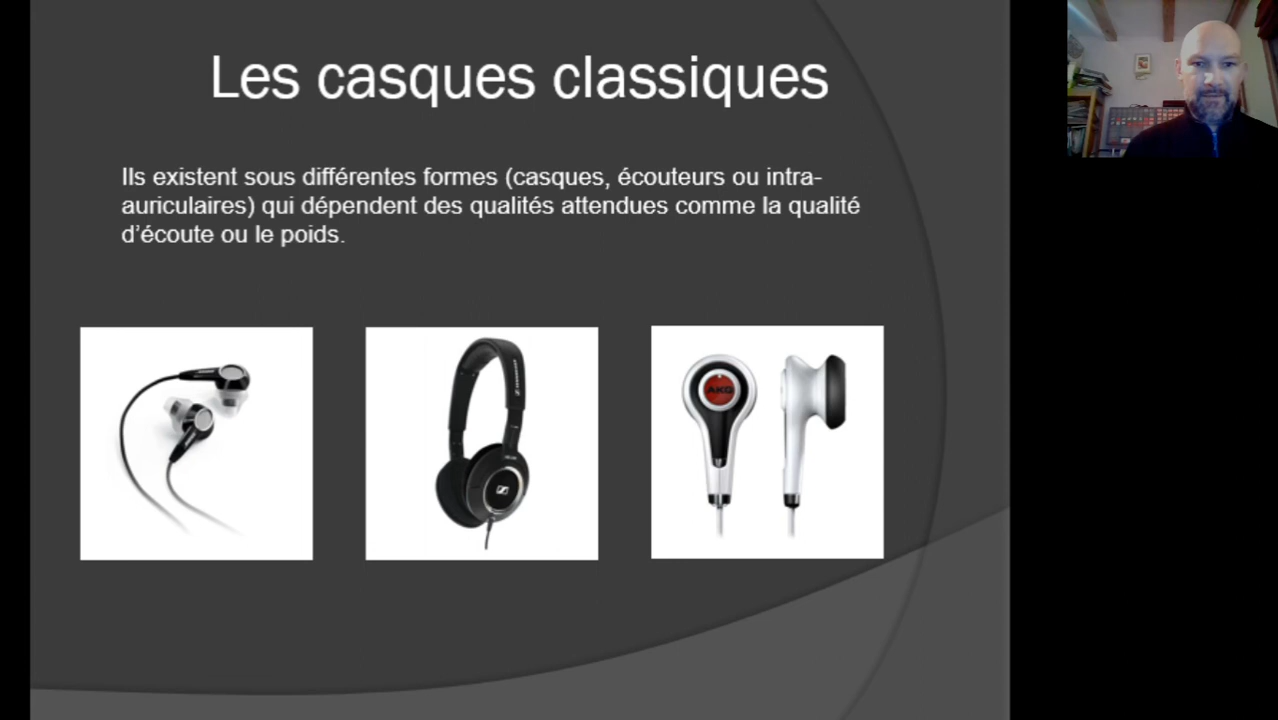 Les casques classiques
Ils existent sous différentes formes (casques, écouteurs ou intra-
auriculaires) qui dépendent des qualités attendues comme la qualité
d’écoute ou le poids.
AKG